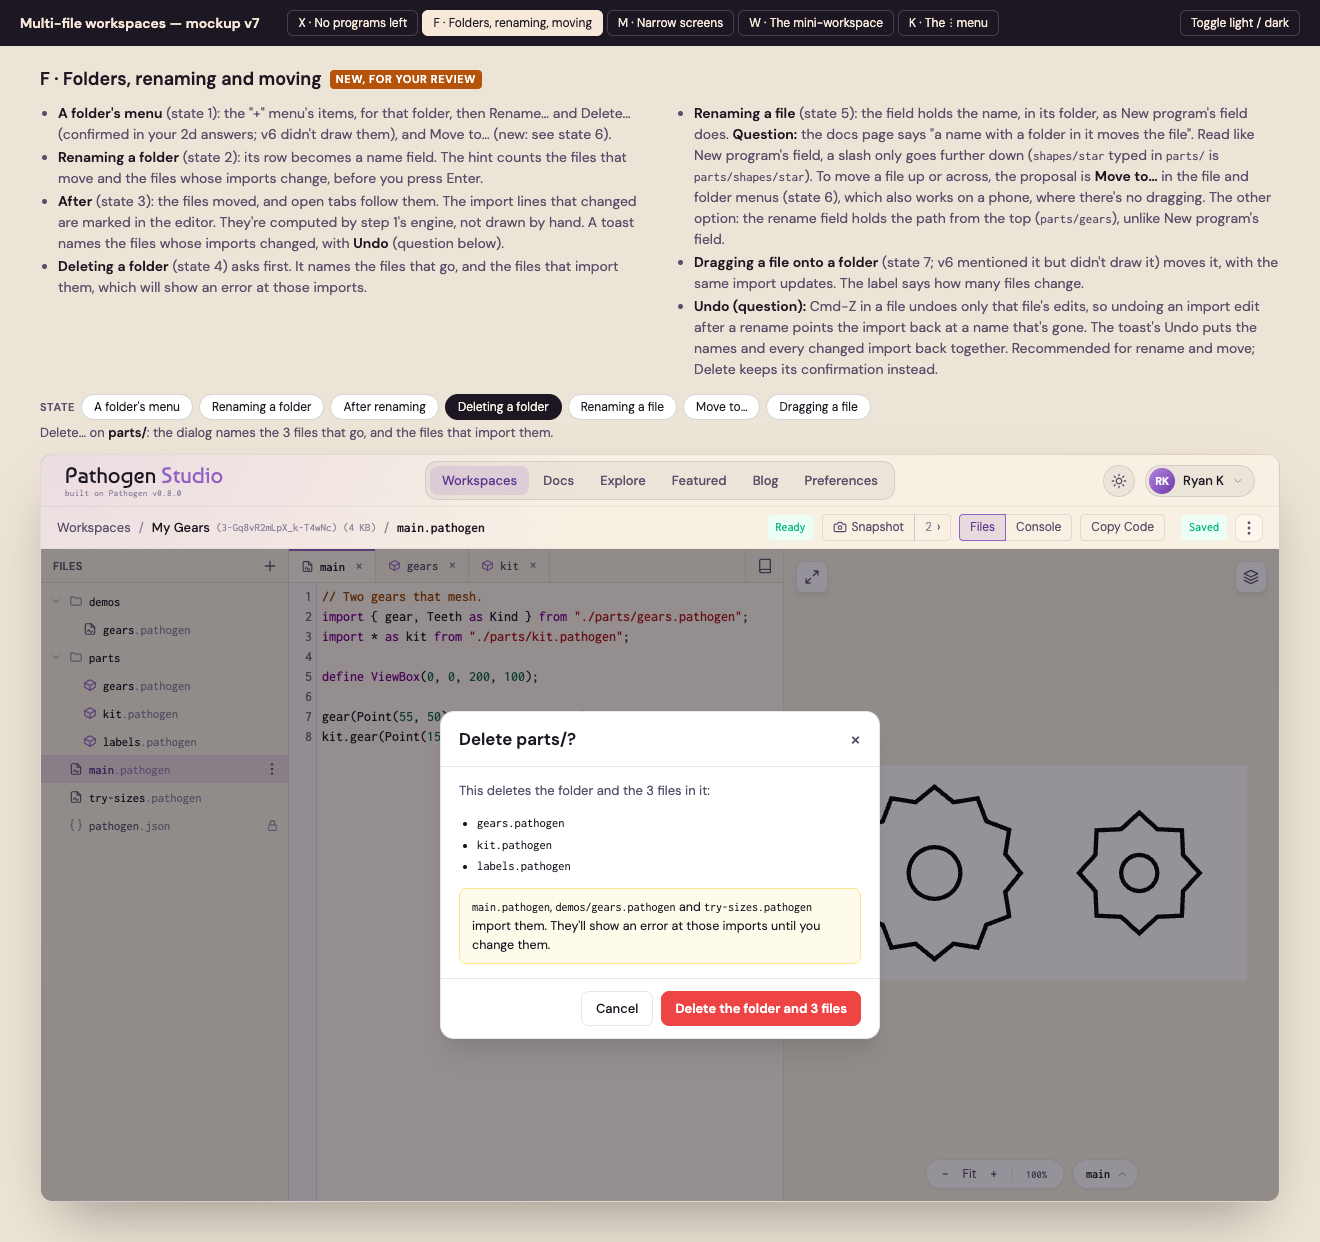 Multi-file workspaces — mockup v7
X · No programs left
F · Folders, renaming, moving
M · Narrow screens
W · The mini-workspace
K · The ⋮ menu
Toggle light / dark
F · Folders, renaming and moving
NEW, FOR YOUR REVIEW
• A folder's menu (state 1): the "+" menu's items, for that folder, then Rename… and Delete…
(confirmed in your 2d answers; v6 didn't draw them), and Move to… (new: see state 6).
• Renaming a folder (state 2): its row becomes a name field. The hint counts the files that
move and the files whose imports change, before you press Enter.
• After (state 3): the files moved, and open tabs follow them. The import lines that changed
are marked in the editor. They're computed by step 1's engine, not drawn by hand. A toast
names the files whose imports changed, with Undo (question below).
• Deleting a folder (state 4) asks first. It names the files that go, and the files that import
them, which will show an error at those imports.
• Renaming a file (state 5): the field holds the name, in its folder, as New program's field
does. Question: the docs page says "a name with a folder in it moves the file". Read like
New program's field, a slash only goes further down (shapes/star typed in parts/ is
parts/shapes/star). To move a file up or across, the proposal is Move to… in the file and
folder menus (state 6), which also works on a phone, where there's no dragging. The other
option: the rename field holds the path from the top (parts/gears), unlike New program's
field.
• Dragging a file onto a folder (state 7; v6 mentioned it but didn't draw it) moves it, with the
same import updates. The label says how many files change.
• Undo (question): Cmd-Z in a file undoes only that file's edits, so undoing an import edit
after a rename points the import back at a name that's gone. The toast's Undo puts the
names and every changed import back together. Recommended for rename and move;
Delete keeps its confirmation instead.
STATE
A folder's menu
Renaming a folder
After renaming
Deleting a folder
Renaming a file
Move to…
Dragging a file
Delete… on parts/: the dialog names the 3 files that go, and the files that import them.
Pathogen Studio
built on Pathogen v0.8.0
Workspaces
Docs
Explore
Featured
Blog
Preferences
RK
Ryan K
Workspaces / My Gears (3-Gq8vR2mLpX_k-T4wNc) (4 KB) / main.pathogen
Ready
Snapshot
2 ›
Files
Console
Copy Code
Saved
FILES
+
demos
gears.pathogen
parts
gears.pathogen
kit.pathogen
labels.pathogen
main.pathogen
try-sizes.pathogen
pathogen.json
main ×
gears ×
kit ×
1 // Two gears that mesh.
2 import { gear, Teeth as Kind } from "./parts/gears.pathogen";
3 import * as kit from "./parts/kit.pathogen";
4
5 define ViewBox(0, 0, 200, 100);
6
7 gear(Point(55, 50)
8 kit.gear(Point(15
Delete parts/?
×
This deletes the folder and the 3 files in it:
• gears.pathogen
• kit.pathogen
• labels.pathogen
main.pathogen, demos/gears.pathogen and try-sizes.pathogen
import them. They'll show an error at those imports until you
change them.
Cancel
Delete the folder and 3 files
− Fit + 100%
main